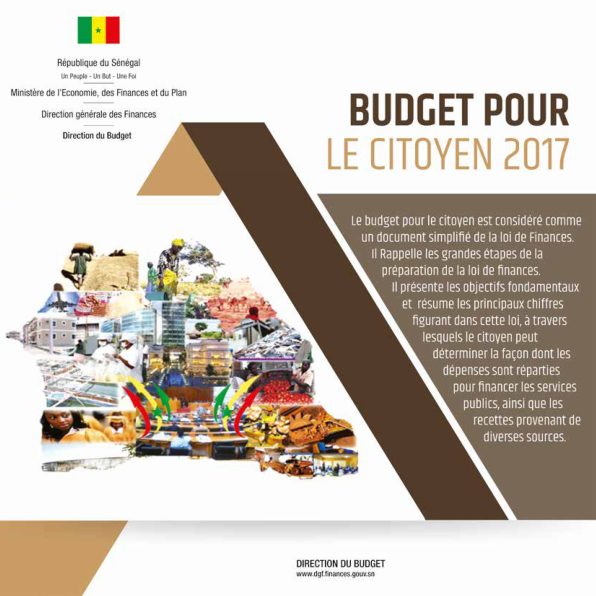 République du Sénégal
Un Peuple - Un But - Une Foi
Ministère de l'Economie, des Finances et du Plan
Direction générale des Finances
Direction du Budget
BUDGET POUR
LE CITOYEN 2017
Le budget pour le citoyen est considéré comme
un document simplifié de la loi de Finances.
Il Rappelle les grandes étapes de la
préparation de la loi de finances.
Il présente les objectifs fondamentaux
et résume les principaux chiffres
figurant dans cette loi, à travers
lesquels le citoyen peut
déterminer la façon dont les
dépenses sont réparties
pour financer les services
publics, ainsi que les
recettes provenant de
diverses sources.
DIRECTION DU BUDGET
www.dgf.finances.gouv.sn